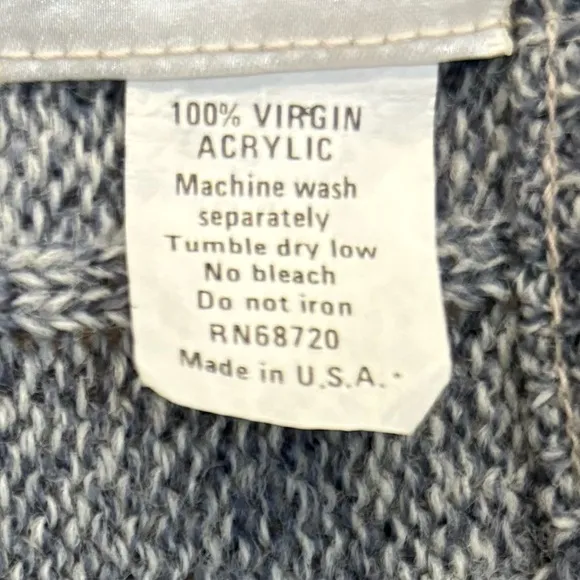 100% VIRGIN
ACRYLIC
Machine wash
separately
Tumble dry low
No bleach
Do not iron
RN68720
Made in U.S.A.